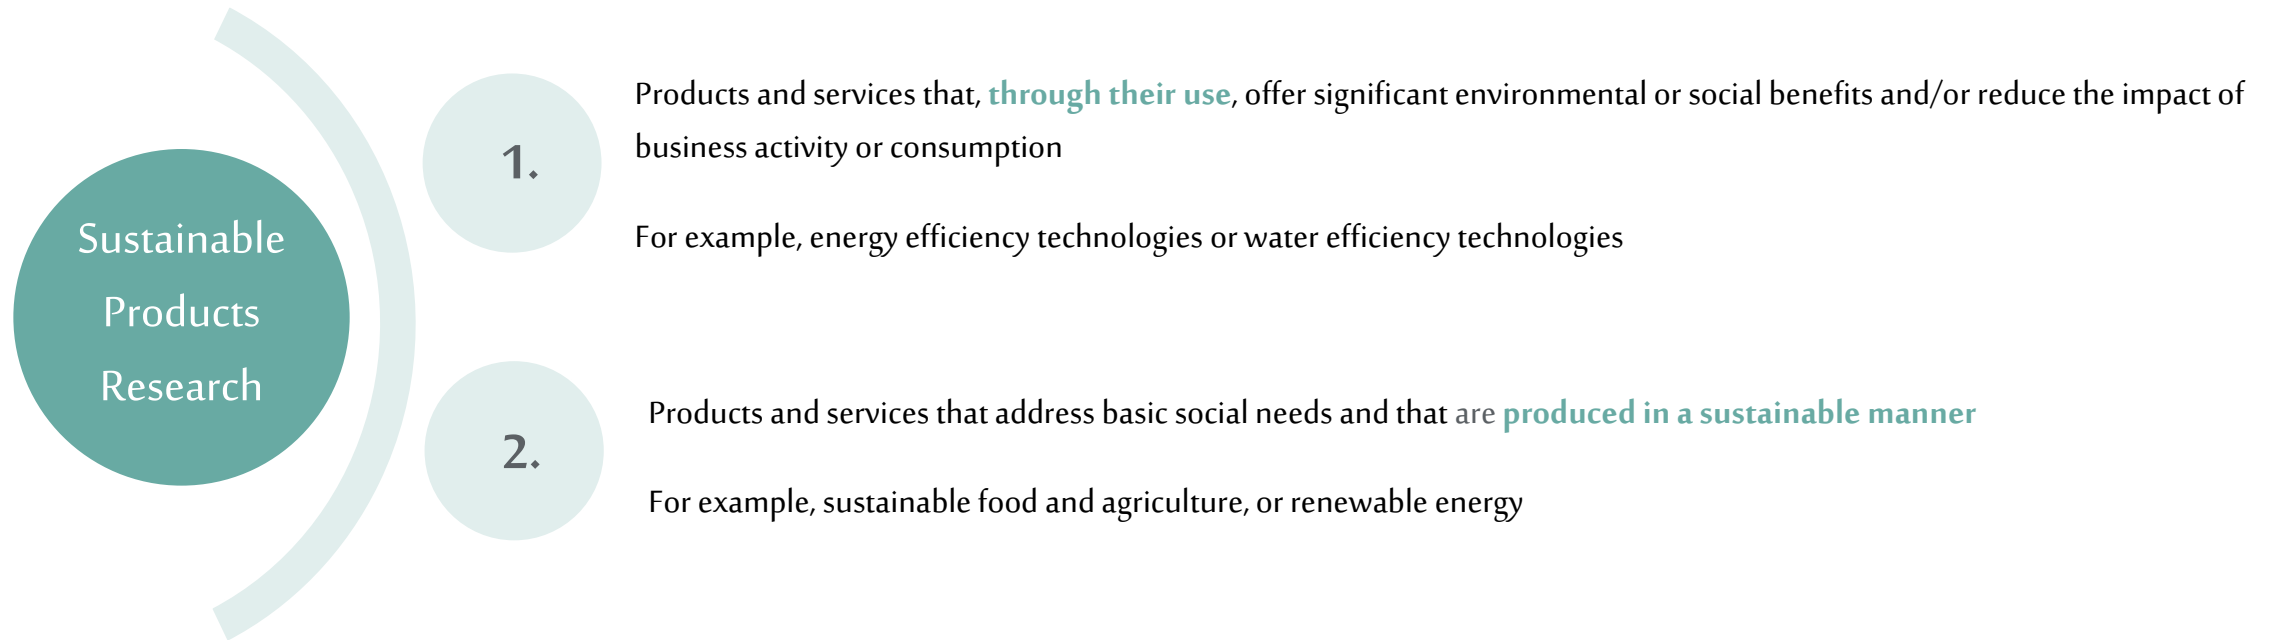 Sustainable
Products
Research
1.
Products and services that, through their use, offer significant environmental or social benefits and/or reduce the impact of
business activity or consumption
For example, energy efficiency technologies or water efficiency technologies
2.
Products and services that address basic social needs and that are produced in a sustainable manner
For example, sustainable food and agriculture, or renewable energy